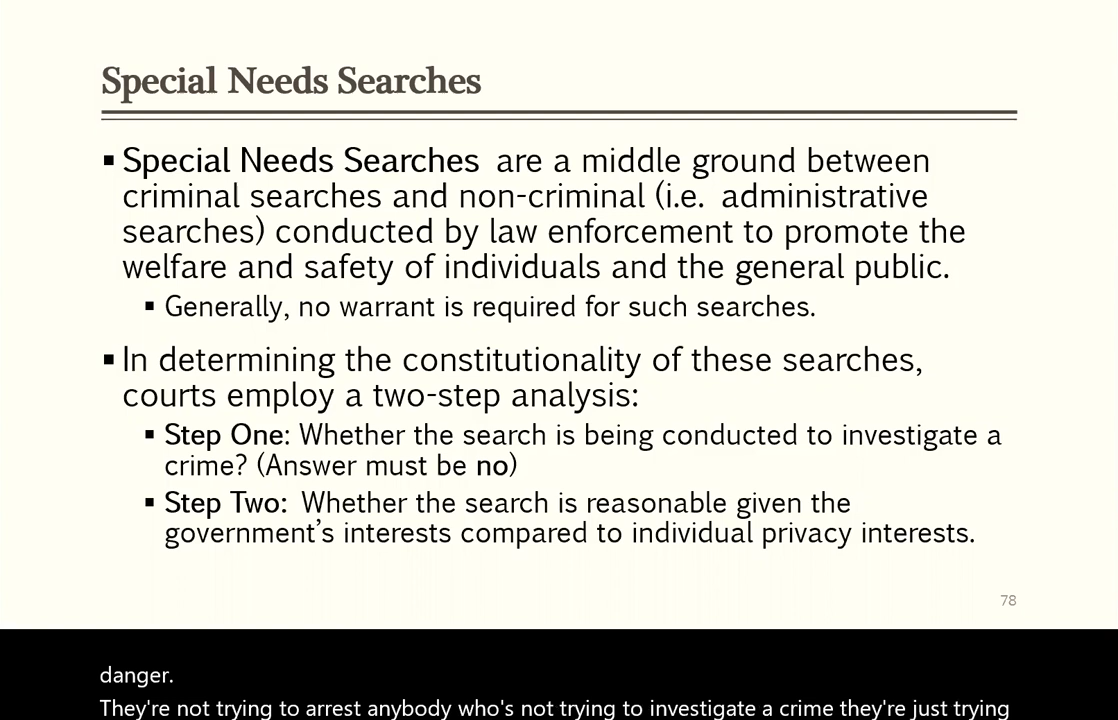 Special Needs Searches
▪ Special Needs Searches are a middle ground between
criminal searches and non-criminal (i.e. administrative
searches) conducted by law enforcement to promote the
welfare and safety of individuals and the general public.
▪ Generally, no warrant is required for such searches.
▪ In determining the constitutionality of these searches,
courts employ a two-step analysis:
▪ Step One: Whether the search is being conducted to investigate a
crime? (Answer must be no)
▪ Step Two: Whether the search is reasonable given the
government's interests compared to individual privacy interests.
78
danger.
They're not trying to arrest anybody who's not trying to investigate a crime they're just trying